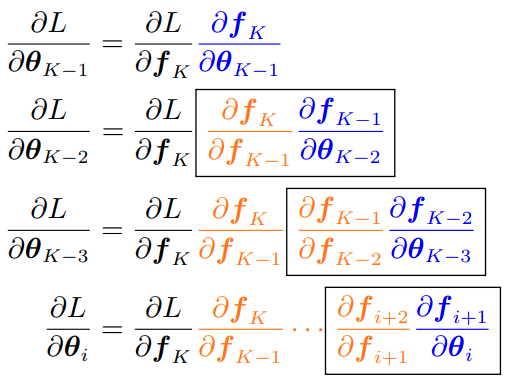 ∂L/∂θ_{K−1} = ∂L/∂f_K ∂f_K/∂θ_{K−1}
∂L/∂θ_{K−2} = ∂L/∂f_K ∂f_K/∂f_{K−1} ∂f_{K−1}/∂θ_{K−2}
∂L/∂θ_{K−3} = ∂L/∂f_K ∂f_K/∂f_{K−1} ∂f_{K−1}/∂f_{K−2} ∂f_{K−2}/∂θ_{K−3}
∂L/∂θ_i = ∂L/∂f_K ∂f_K/∂f_{K−1} ··· ∂f_{i+2}/∂f_{i+1} ∂f_{i+1}/∂θ_i